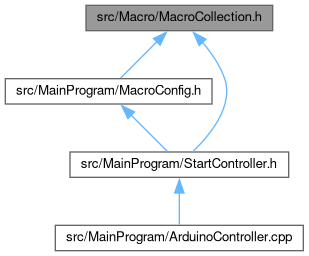 src/Macro/MacroCollection.h
src/MainProgram/MacroConfig.h
src/MainProgram/StartController.h
src/MainProgram/ArduinoController.cpp